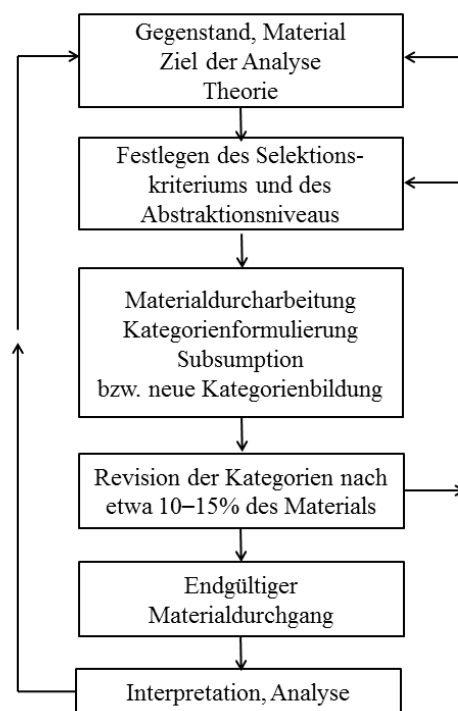 Gegenstand, Material
Ziel der Analyse
Theorie
Festlegen des Selektions-
kriteriums und des
Abstraktionsniveaus
Materialdurcharbeitung
Kategorienformulierung
Subsumption
bzw. neue Kategorienbildung
Revision der Kategorien nach
etwa 10–15% des Materials
Endgültiger
Materialdurchgang
Interpretation, Analyse